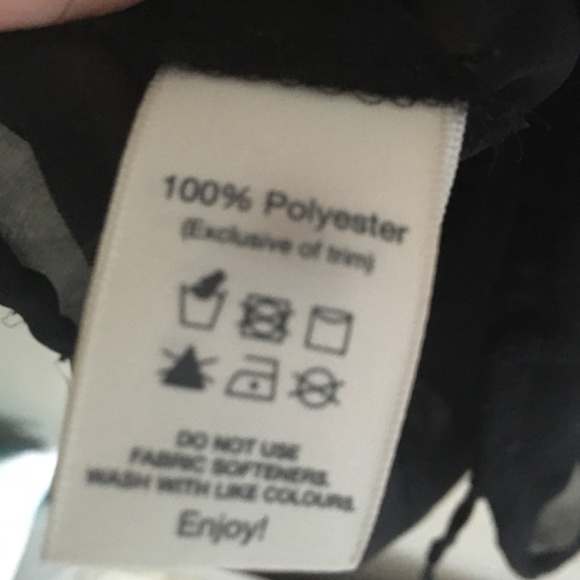 100% Polyester
(Exclusive of trim)
DO NOT USE
FABRIC SOFTENERS.
WASH WITH LIKE COLOURS.
Enjoy!